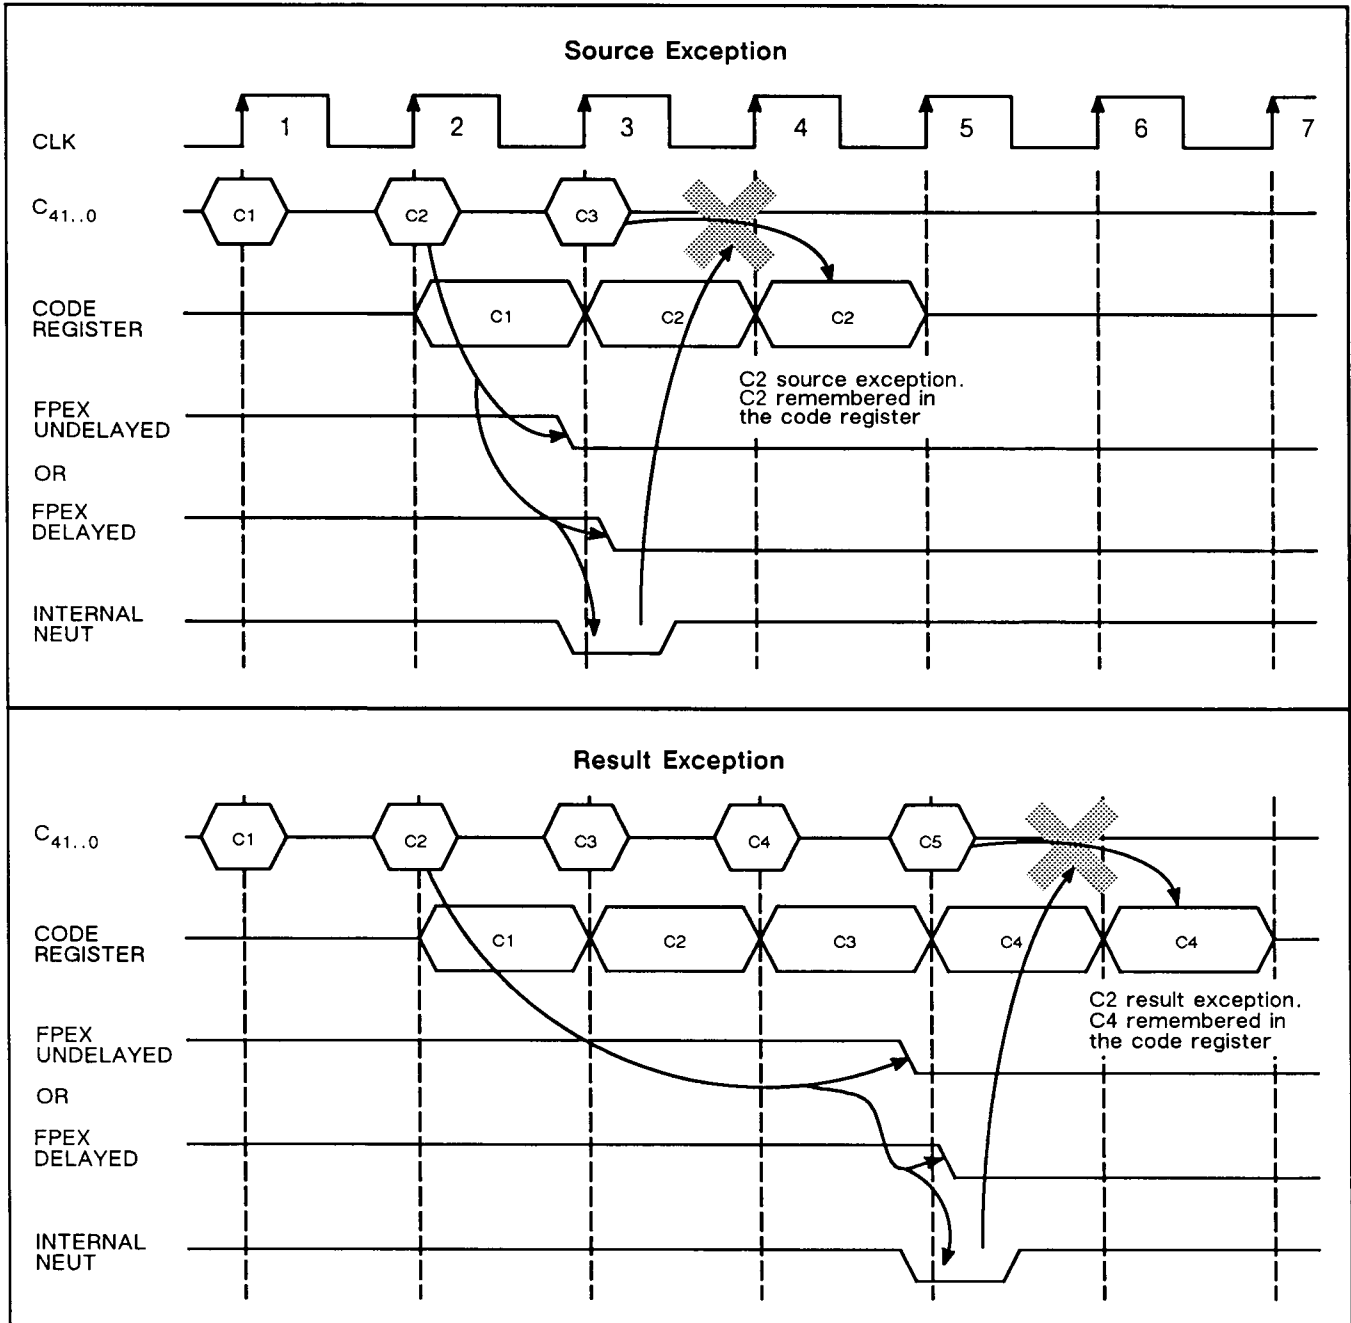 Source Exception
CLK
1 2 3 4 5 6 7
C41..0
C1 C2 C3
CODE
REGISTER
C1 C2 C2
C2 source exception.
C2 remembered in
the code register
FPEX
UNDELAYED
OR
FPEX
DELAYED
INTERNAL
NEUT
Result Exception
C41..0
C1 C2 C3 C4 C5
CODE
REGISTER
C1 C2 C3 C4 C4
C2 result exception.
C4 remembered in
the code register
FPEX
UNDELAYED
OR
FPEX
DELAYED
INTERNAL
NEUT